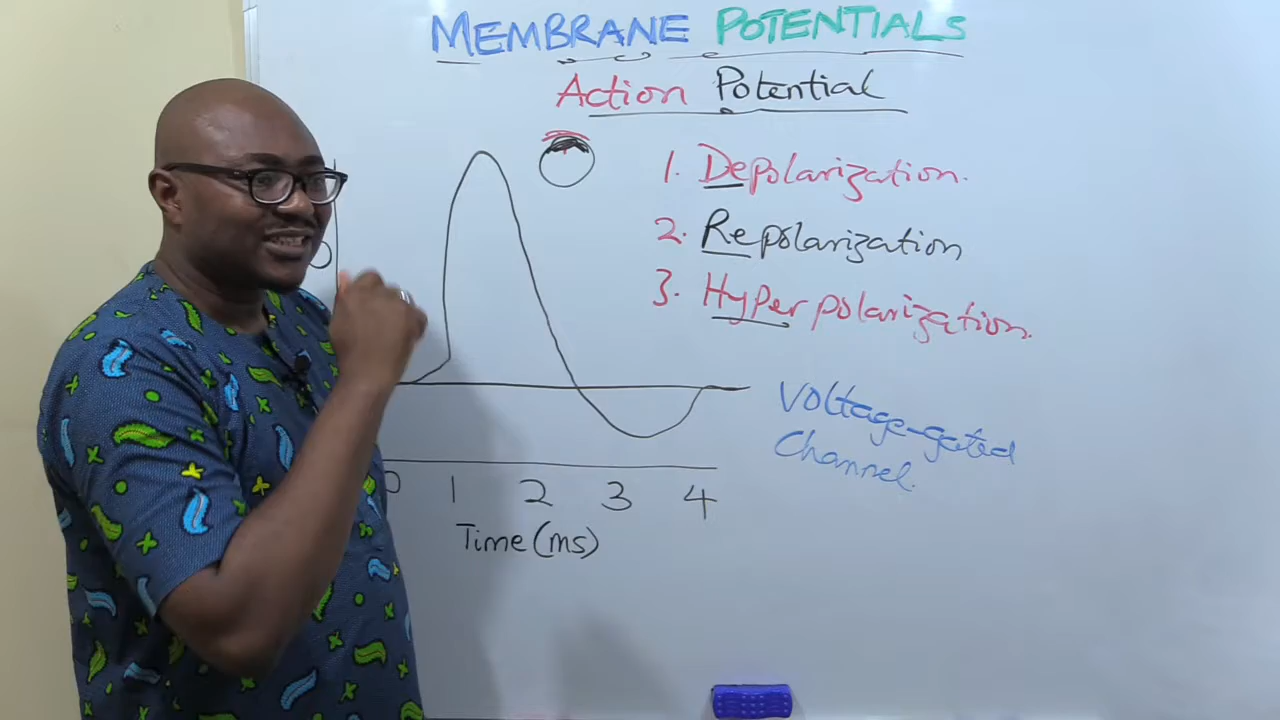 MEMBRANE POTENTIALS
Action Potential
1. Depolarization.
2. Repolarization
3. Hyperpolarization.
Voltage-gated
Channel.
0
0 1 2 3 4
Time (ms)